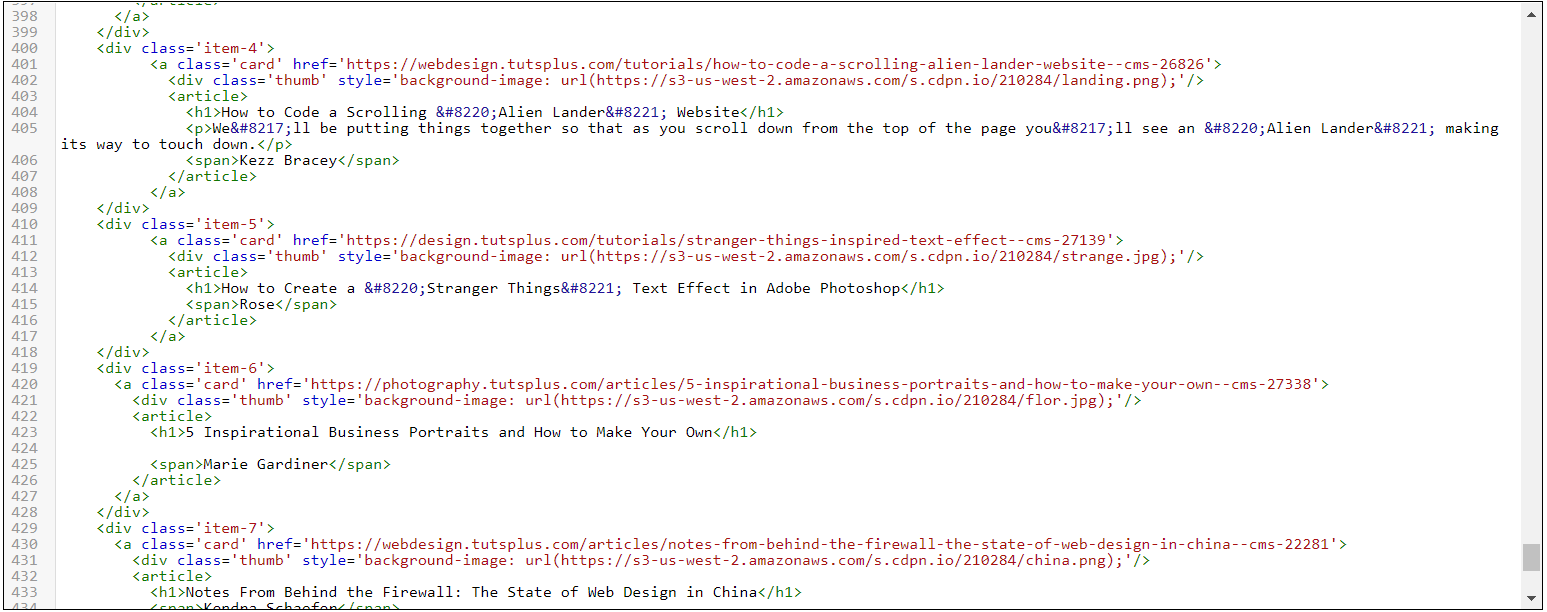 </article>
398 </a>
399 </div>
400 <div class='item-4'>
401 <a class='card' href='https://webdesign.tutsplus.com/tutorials/how-to-code-a-scrolling-alien-lander-website--cms-26826'>
402 <div class='thumb' style='background-image: url(https://s3-us-west-2.amazonaws.com/s.cdpn.io/210284/landing.png);'/>
403 <article>
404 <h1>How to Code a Scrolling &#8220;Alien Lander&#8221; Website</h1>
405 <p>We&#8217;ll be putting things together so that as you scroll down from the top of the page you&#8217;ll see an &#8220;Alien Lander&#8221; making
its way to touch down.</p>
406 <span>Kezz Bracey</span>
407 </article>
408 </a>
409 </div>
410 <div class='item-5'>
411 <a class='card' href='https://design.tutsplus.com/tutorials/stranger-things-inspired-text-effect--cms-27139'>
412 <div class='thumb' style='background-image: url(https://s3-us-west-2.amazonaws.com/s.cdpn.io/210284/strange.jpg);'/>
413 <article>
414 <h1>How to Create a &#8220;Stranger Things&#8221; Text Effect in Adobe Photoshop</h1>
415 <span>Rose</span>
416 </article>
417 </a>
418 </div>
419 <div class='item-6'>
420 <a class='card' href='https://photography.tutsplus.com/articles/5-inspirational-business-portraits-and-how-to-make-your-own--cms-27338'>
421 <div class='thumb' style='background-image: url(https://s3-us-west-2.amazonaws.com/s.cdpn.io/210284/flor.jpg);'/>
422 <article>
423 <h1>5 Inspirational Business Portraits and How to Make Your Own</h1>
424
425 <span>Marie Gardiner</span>
426 </article>
427 </a>
428 </div>
429 <div class='item-7'>
430 <a class='card' href='https://webdesign.tutsplus.com/articles/notes-from-behind-the-firewall-the-state-of-web-design-in-china--cms-22281'>
431 <div class='thumb' style='background-image: url(https://s3-us-west-2.amazonaws.com/s.cdpn.io/210284/china.png);'/>
432 <article>
433 <h1>Notes From Behind the Firewall: The State of Web Design in China</h1>
434 <span>Kendra Schaefer</span>